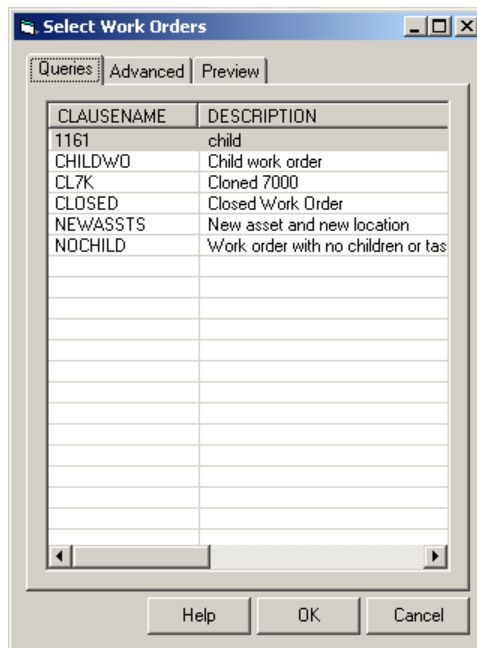 Select Work Orders
Queries Advanced Preview
CLAUSENAME DESCRIPTION
1161 child
CHILDWO Child work order
CL7K Cloned 7000
CLOSED Closed Work Order
NEWASSTS New asset and new location
NOCHILD Work order with no children or tas
Help OK Cancel